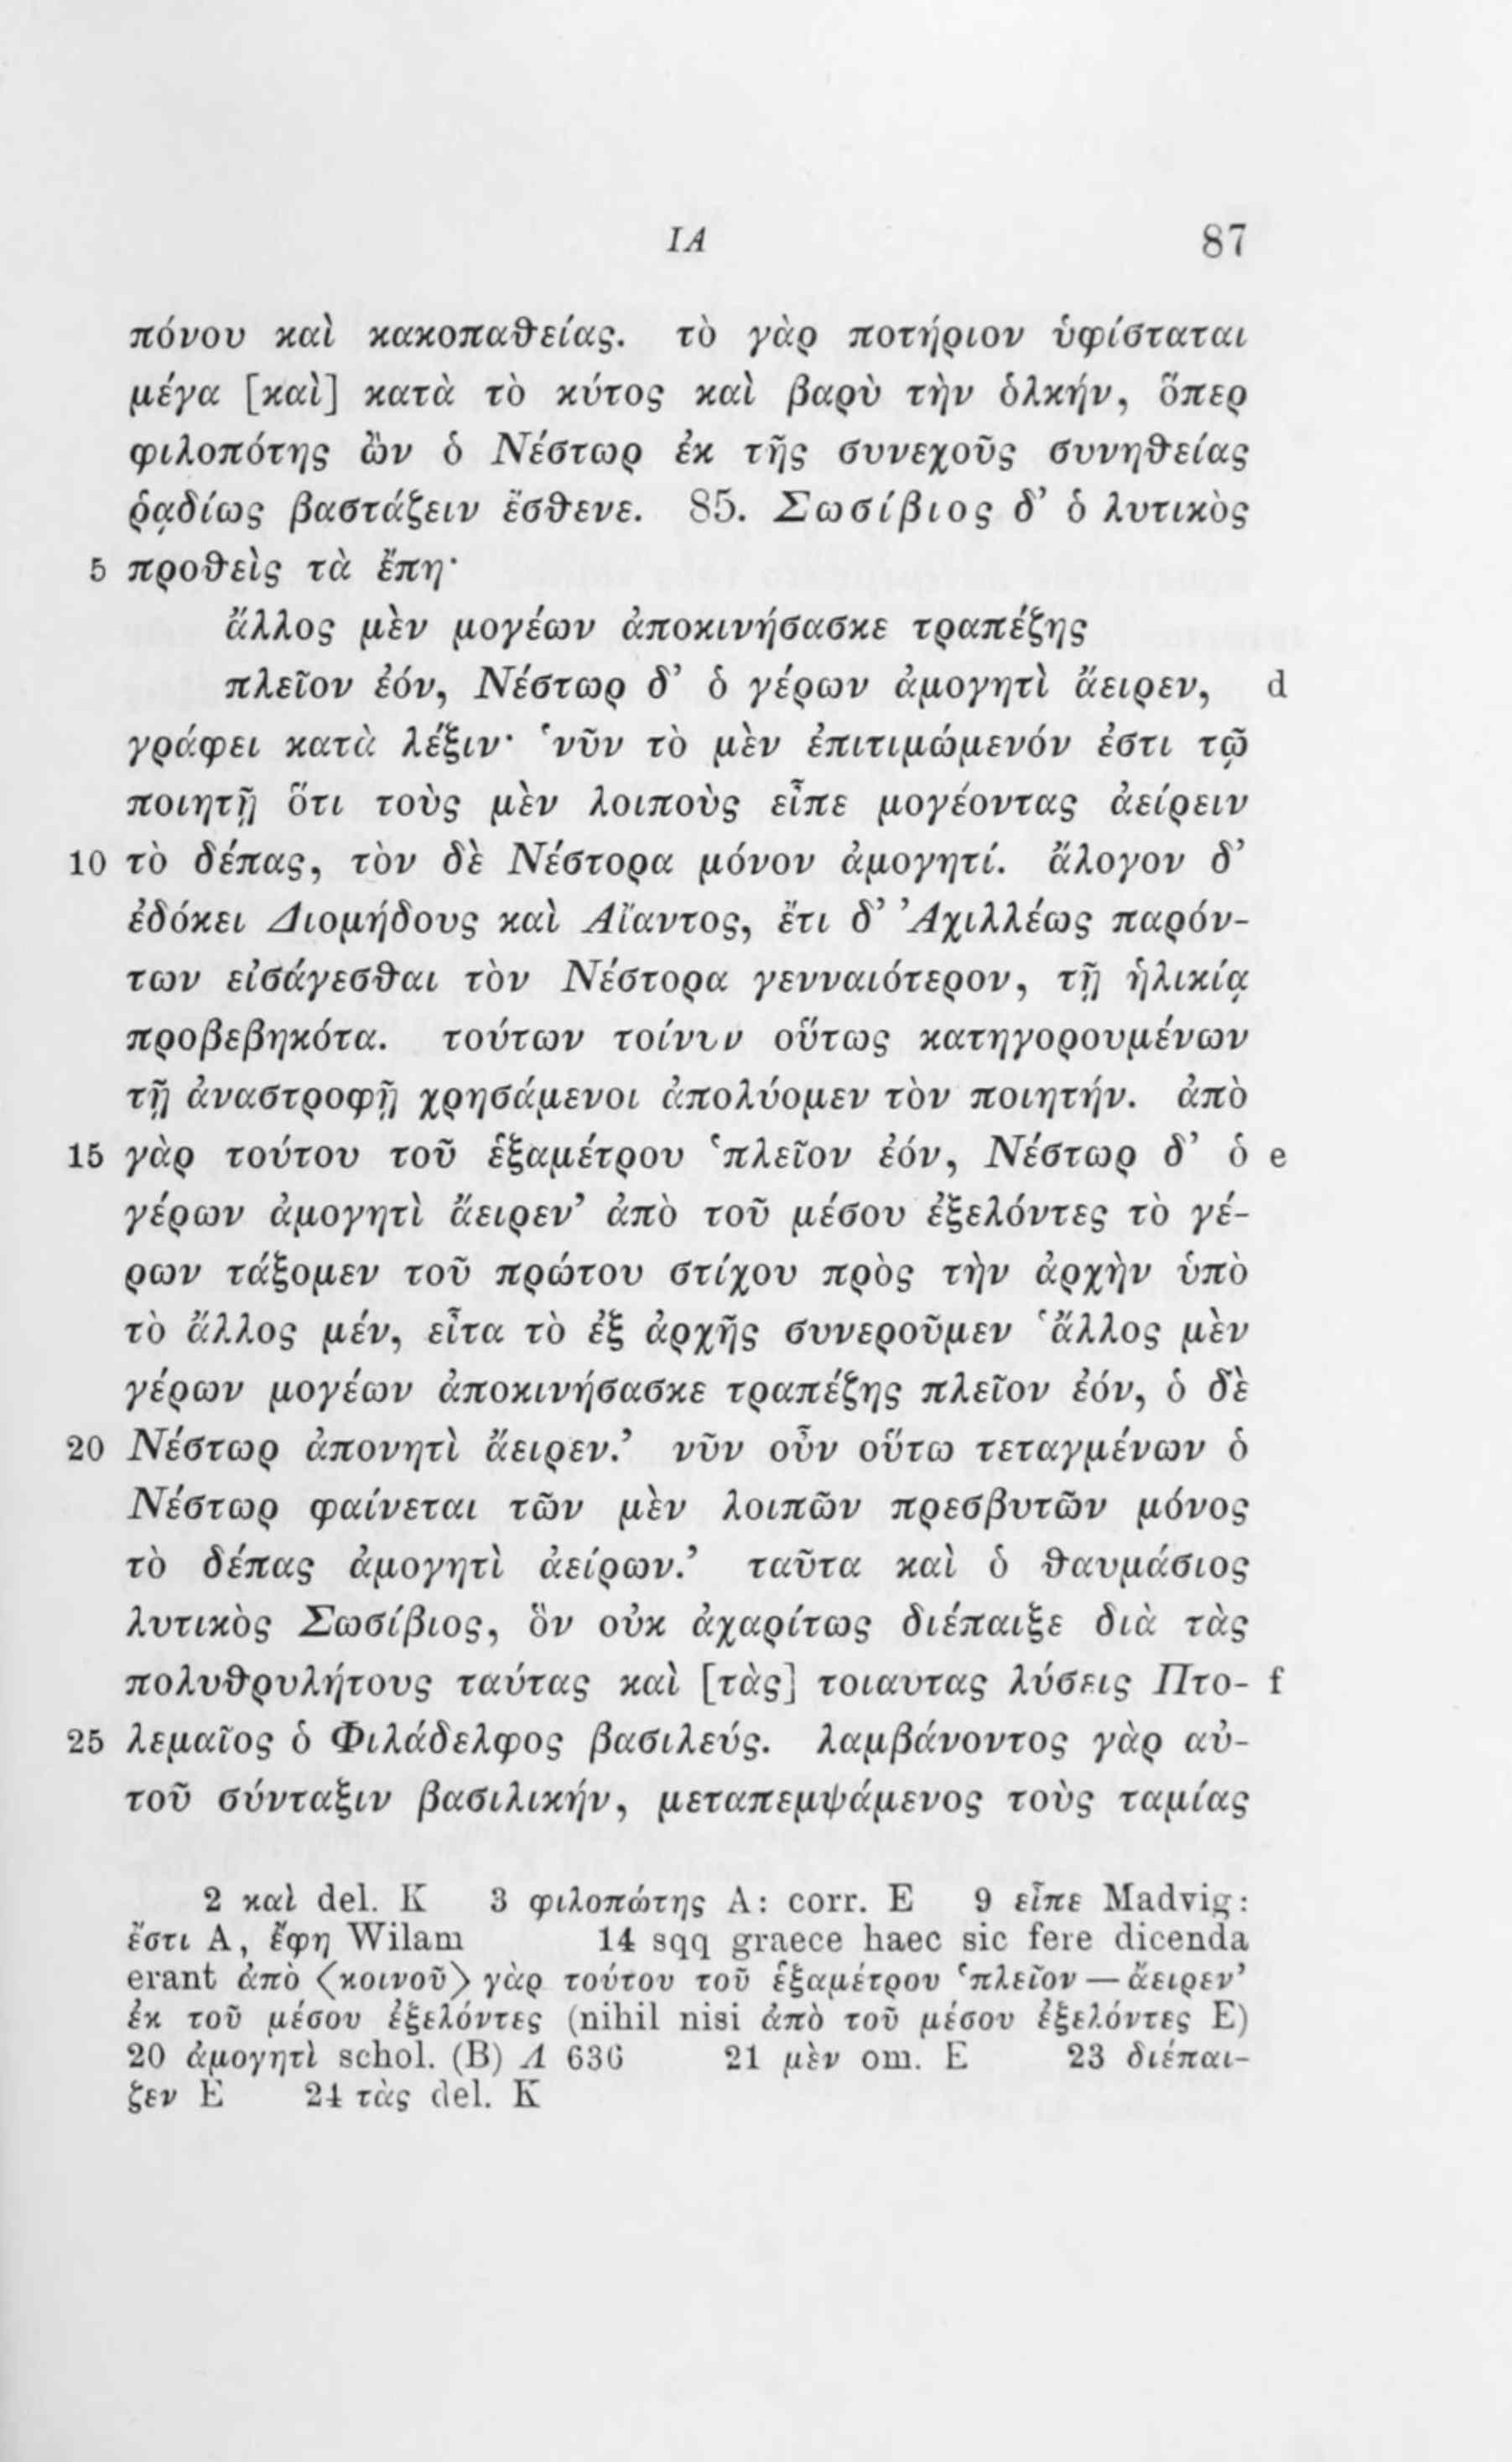 ΙΑ 87
πόνου καὶ κακοπαθείας. τὸ γὰρ ποτήριον ὑφίσταται
μέγα [καὶ] κατὰ τὸ κύτος καὶ βαρὺ τὴν ὁλκήν, ὅπερ
φιλοπότης ὢν ὁ Νέστωρ ἐκ τῆς συνεχοῦς συνηθείας
ῥᾳδίως βαστάζειν ἔσθενε. 85. Σωσίβιος δ’ ὁ λυτικὸς
5 προθεὶς τὰ ἔπη·
ἄλλος μὲν μογέων ἀποκινήσασκε τραπέζης
πλεῖον ἐόν, Νέστωρ δ’ ὁ γέρων ἀμογητὶ ἄειρεν, d
γράφει κατὰ λέξιν· ‘νῦν τὸ μὲν ἐπιτιμώμενόν ἐστι τῷ
ποιητῇ ὅτι τοὺς μὲν λοιποὺς εἶπε μογέοντας ἀείρειν
10 τὸ δέπας, τὸν δὲ Νέστορα μόνον ἀμογητί. ἄλογον δ’
ἐδόκει Διομήδους καὶ Αἴαντος, ἔτι δ’ Ἀχιλλέως παρόν-
των εἰσάγεσθαι τὸν Νέστορα γενναιότερον, τῇ ἡλικίᾳ
προβεβηκότα. τούτων τοίνυν οὕτως κατηγορουμένων
τῇ ἀναστροφῇ χρησάμενοι ἀπολύομεν τὸν ποιητήν. ἀπὸ
15 γὰρ τούτου τοῦ ἑξαμέτρου ‘πλεῖον ἐόν, Νέστωρ δ’ ὁ e
γέρων ἀμογητὶ ἄειρεν’ ἀπὸ τοῦ μέσου ἐξελόντες τὸ γέ-
ρων τάξομεν τοῦ πρώτου στίχου πρὸς τὴν ἀρχὴν ὑπὸ
τὸ ἄλλος μέν, εἶτα τὸ ἐξ ἀρχῆς συνεροῦμεν ‘ἄλλος μὲν
γέρων μογέων ἀποκινήσασκε τραπέζης πλεῖον ἐόν, ὁ δὲ
20 Νέστωρ ἀπονητὶ ἄειρεν.’ νῦν οὖν οὕτω τεταγμένων ὁ
Νέστωρ φαίνεται τῶν μὲν λοιπῶν πρεσβυτῶν μόνος
τὸ δέπας ἀμογητὶ ἀείρων.’ ταῦτα καὶ ὁ θαυμάσιος
λυτικὸς Σωσίβιος, ὃν οὐκ ἀχαρίτως διέπαιξε διὰ τὰς
πολυθρυλήτους ταύτας καὶ [τὰς] τοιαυτας λύσεις Πτο- f
25 λεμαῖος ὁ Φιλάδελφος βασιλεύς. λαμβάνοντος γὰρ αὐ-
τοῦ σύνταξιν βασιλικήν, μεταπεμψάμενος τοὺς ταμίας
2 καὶ del. K 3 φιλοπώτης A: corr. E 9 εἶπε Madvig:
ἔστι A, ἔφη Wilam 14 sqq graece haec sic fere dicenda
erant ἀπὸ <κοινοῦ> γὰρ τούτου τοῦ ἑξαμέτρου ‘πλεῖον — ἄειρεν’
ἐκ τοῦ μέσου ἐξελόντες (nihil nisi ἀπὸ τοῦ μέσου ἐξελόντες E)
20 ἀμογητὶ schol. (B) Λ 636 21 μὲν om. E 23 διέπαι-
ζεν E 24 τὰς del. K